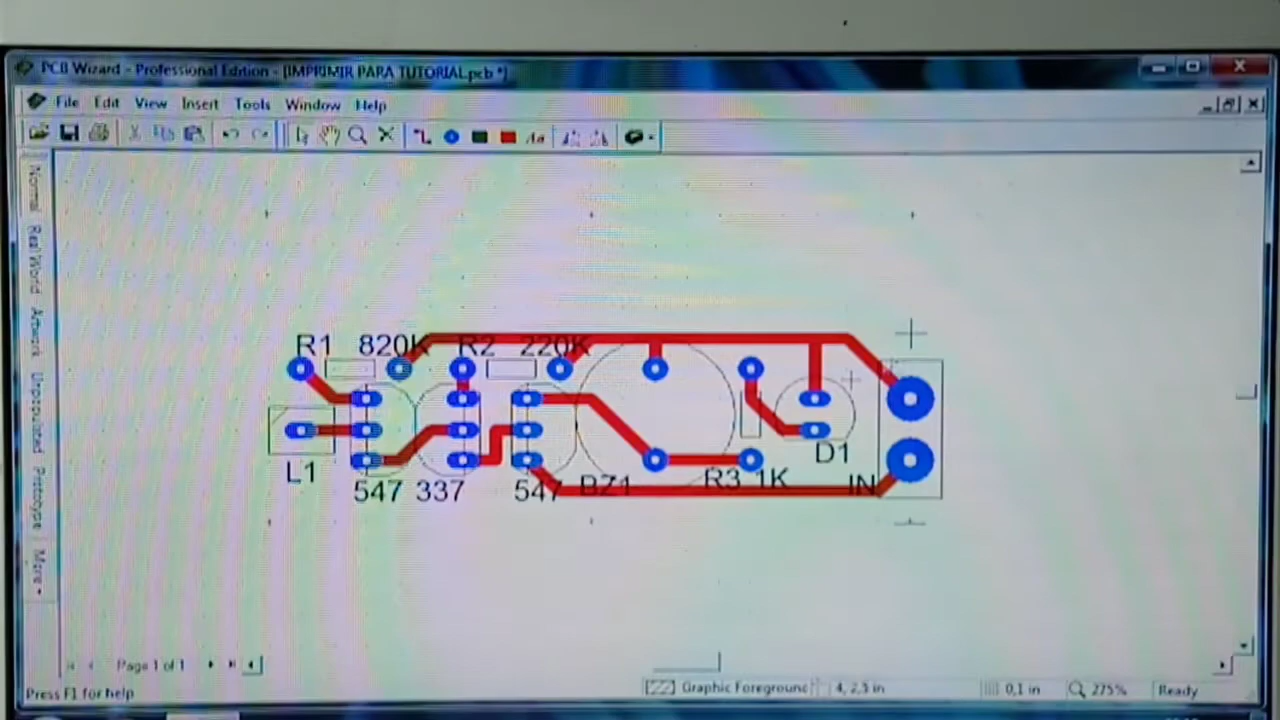 PCB Wizard - Professional Edition - [IMPRIMIR PARA TUTORIAL.pcb *]
File Edit View Insert Tools Window Help
Normal Real World Artwork Unpopulated Prototype More
R1 820K R2 220K
L1
547 337 547 BZ1 R3 1K D1 IN
Page 1 of 1
Press F1 for help
Graphic Foreground 4, 2,5 in 0,1 in 275% Ready